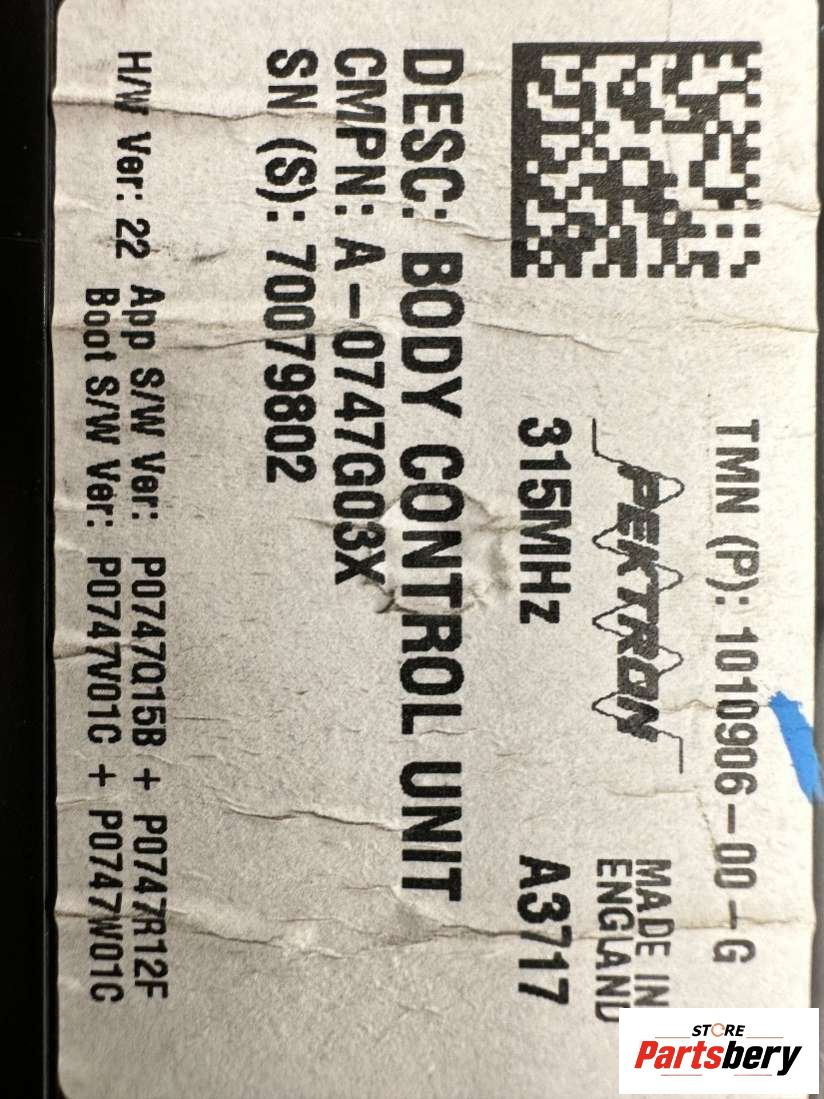 TMN (P): 1010906-00-G
PEKTRON
MADE IN
ENGLAND
315MHz
A3717
DESC: BODY CONTROL UNIT
CMPN: A-0747G03X
SN (S): 70079802
H/W Ver: 22 App S/W Ver: P0747Q15B + P0747R12F
Boot S/W Ver: P0747V01C + P0747W01C
STORE
Partsbery